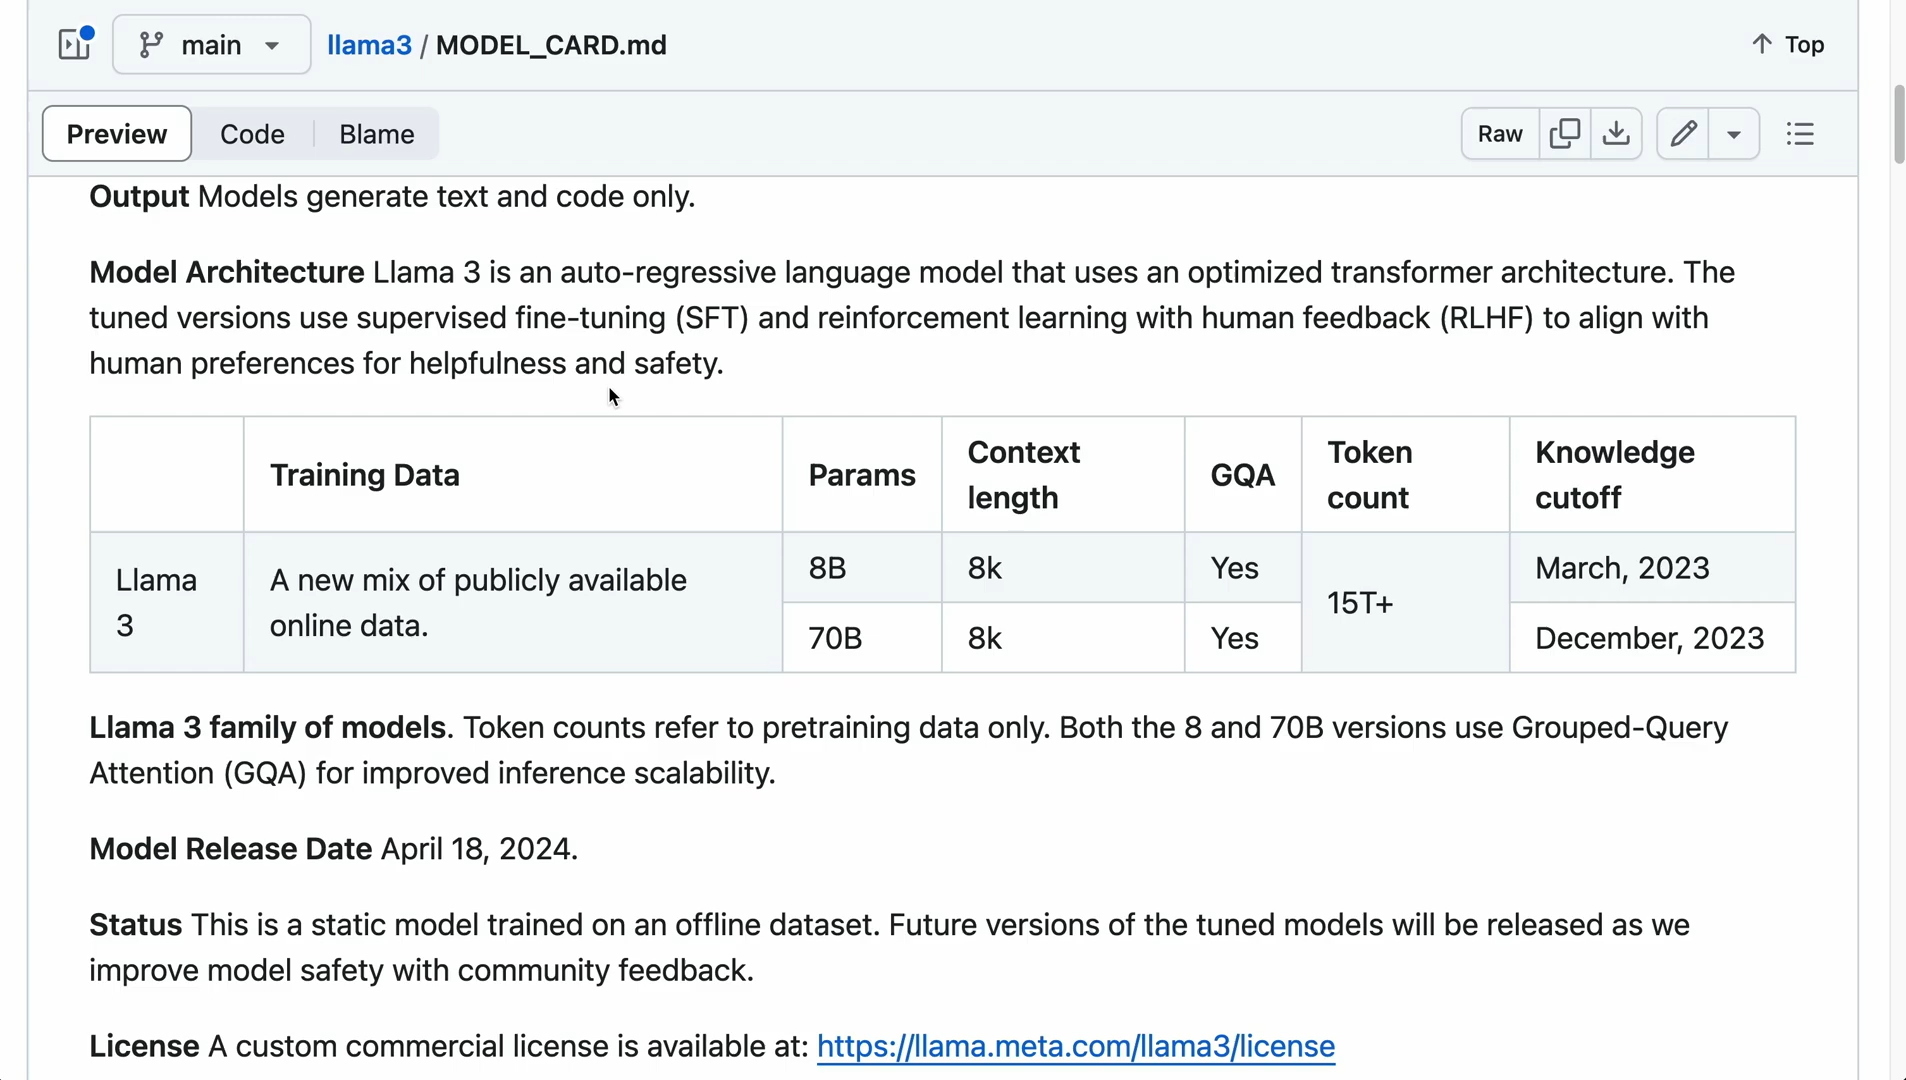 main
llama3 / MODEL_CARD.md
Top
Preview
Code
Blame
Raw
Output Models generate text and code only.
Model Architecture Llama 3 is an auto-regressive language model that uses an optimized transformer architecture. The
tuned versions use supervised fine-tuning (SFT) and reinforcement learning with human feedback (RLHF) to align with
human preferences for helpfulness and safety.
Training Data
Params
Context
length
GQA
Token
count
Knowledge
cutoff
Llama
3
A new mix of publicly available
online data.
8B
8k
Yes
15T+
March, 2023
70B
8k
Yes
December, 2023
Llama 3 family of models. Token counts refer to pretraining data only. Both the 8 and 70B versions use Grouped-Query
Attention (GQA) for improved inference scalability.
Model Release Date April 18, 2024.
Status This is a static model trained on an offline dataset. Future versions of the tuned models will be released as we
improve model safety with community feedback.
License A custom commercial license is available at: https://llama.meta.com/llama3/license